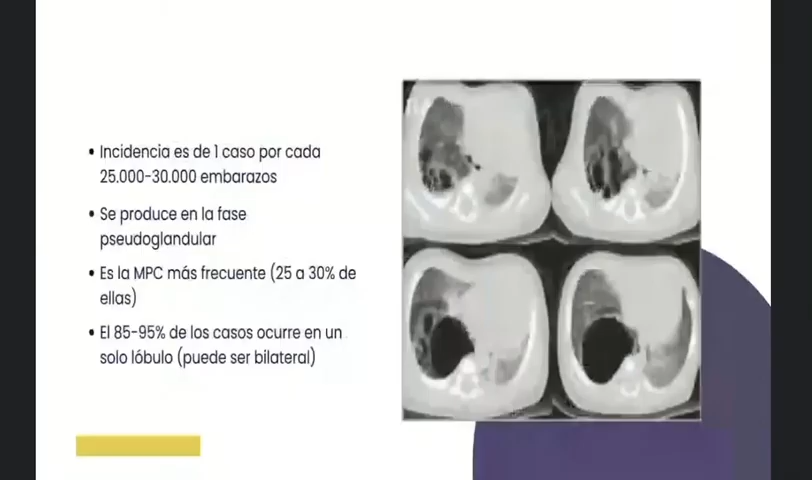 • Incidencia es de 1 caso por cada
25.000-30.000 embarazos
• Se produce en la fase
pseudoglandular
• Es la MPC más frecuente (25 a 30% de
ellas)
• El 85-95% de los casos ocurre en un
solo lóbulo (puede ser bilateral)